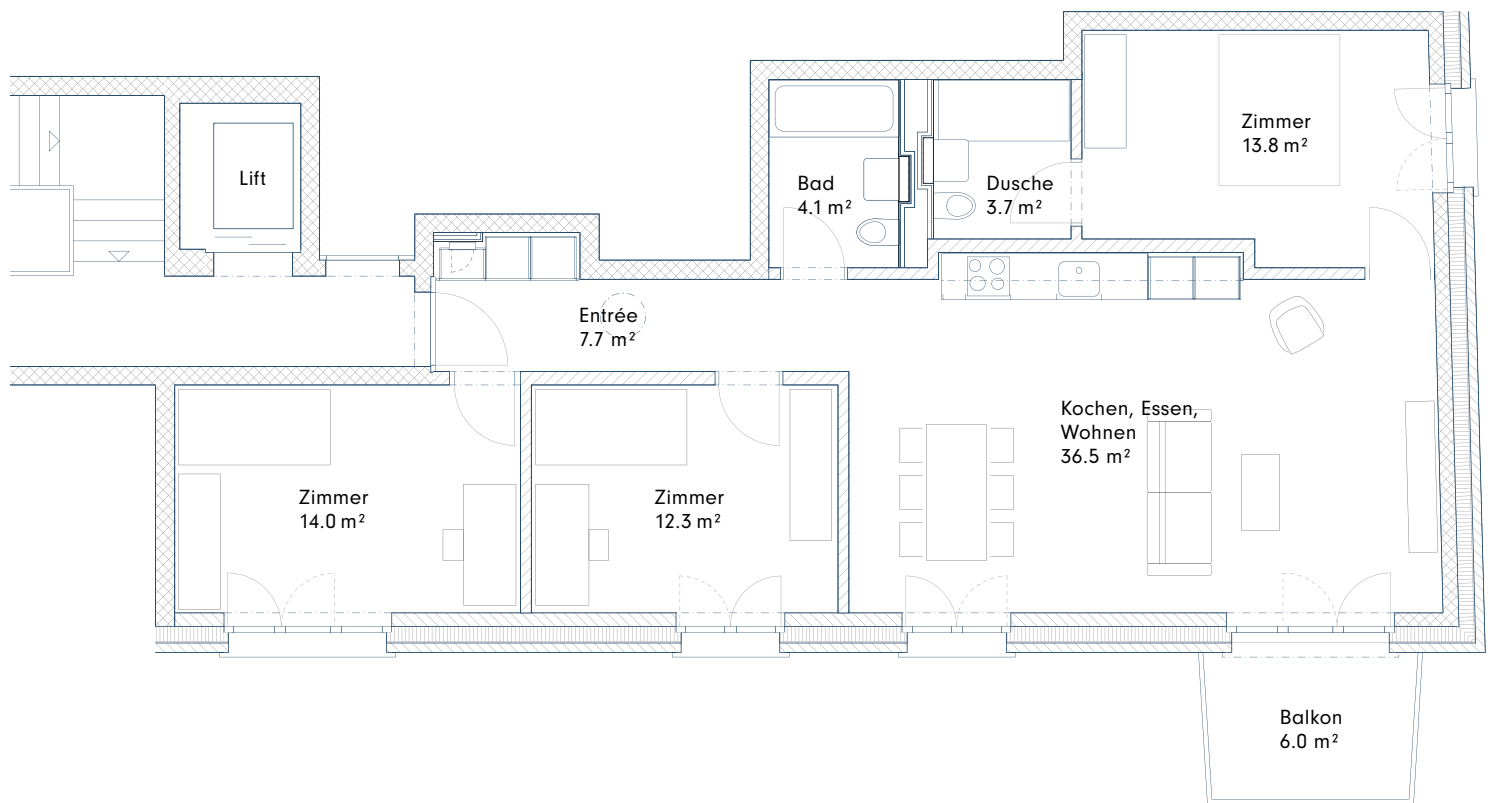 Zimmer
13.8 m²
Lift
Bad
4.1 m²
Dusche
3.7 m²
Entrée
7.7 m²
Kochen, Essen,
Wohnen
36.5 m²
Zimmer
14.0 m²
Zimmer
12.3 m²
Balkon
6.0 m²